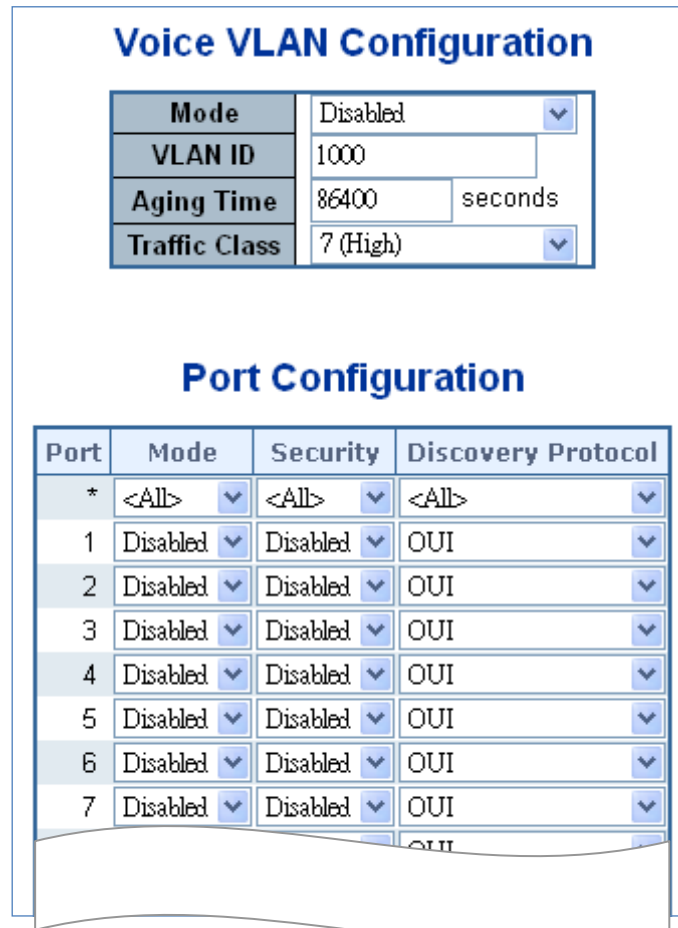 Voice VLAN Configuration
Mode Disabled
VLAN ID 1000
Aging Time 86400 seconds
Traffic Class 7 (High)
Port Configuration
Port Mode Security Discovery Protocol
* <All> <All> <All>
1 Disabled Disabled OUI
2 Disabled Disabled OUI
3 Disabled Disabled OUI
4 Disabled Disabled OUI
5 Disabled Disabled OUI
6 Disabled Disabled OUI
7 Disabled Disabled OUI
OUI